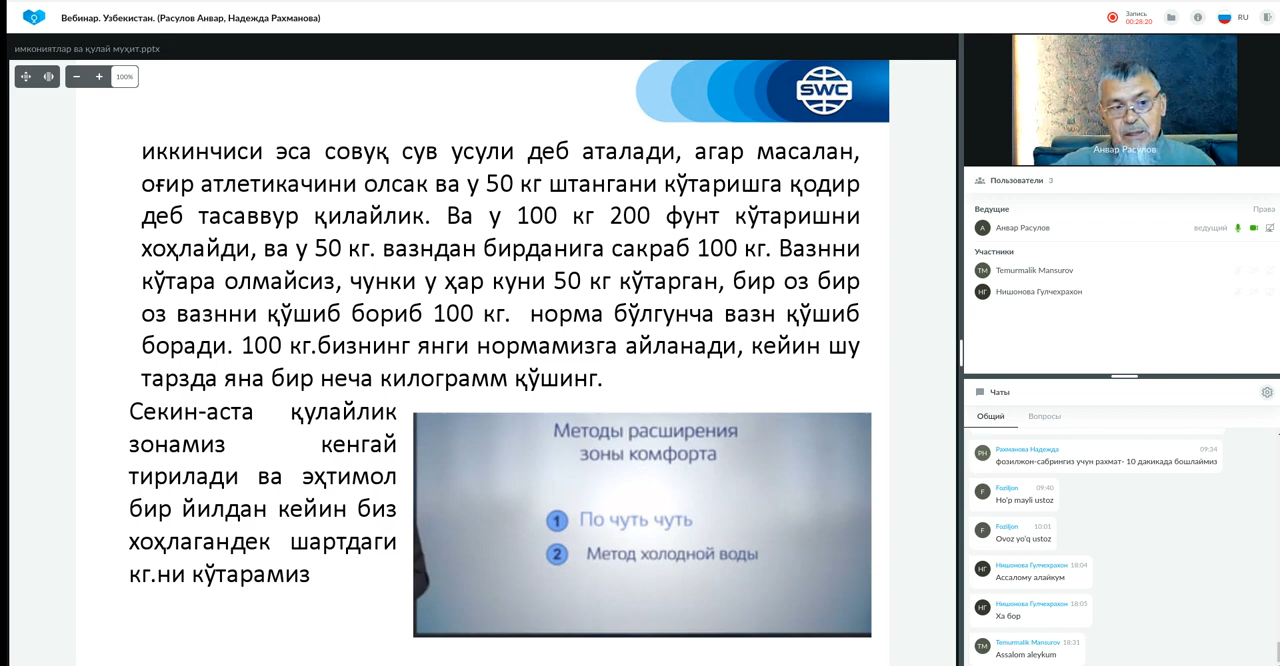 Вебинар. Узбекистан. (Расулов Анвар, Надежда Рахманова)
Запись
00:28:20
RU
имкониятлар ва қулай муҳит.pptx
100%
SWC
иккинчиси эса совуқ сув усули деб аталади, агар масалан,
оғир атлетикачини олсак ва у 50 кг штангани кўтаришга қодир
деб тасаввур қилайлик. Ва у 100 кг 200 фунт кўтаришни
хоҳлайди, ва у 50 кг. вазндан бирданига сакраб 100 кг. Вазнни
кўтара олмайсиз, чунки у ҳар куни 50 кг кўтарган, бир оз бир
оз вазнни қўшиб бориб 100 кг. норма бўлгунча вазн қўшиб
боради. 100 кг.бизнинг янги нормамизга айланади, кейин шу
тарзда яна бир неча килограмм қўшинг.
Секин-аста қулайлик
зонамиз кенгай
тирилади ва эҳтимол
бир йилдан кейин биз
хоҳлагандек шартдаги
кг.ни кўтарамиз
Методы расширения
зоны комфорта
1 По чуть чуть
2 Метод холодной воды
Анвар Расулов
Пользователи 3
Ведущие Права
А Анвар Расулов ведущий
Участники
TM Temurmalik Mansurov
НГ Нишонова Гулчехрахон
Чаты
Общий Вопросы
РН Рахманова Надежда 09:34
фозилжон-сабрингиз учун рахмат- 10 дакикада бошлаймиз
F Foziljon 09:40
Ho'p mayli ustoz
F Foziljon 10:01
Ovoz yo'q ustoz
НГ Нишонова Гулчехрахон 18:04
Ассалому алайкум
НГ Нишонова Гулчехрахон 18:05
Ха бор
TM Temurmalik Mansurov 18:31
Assalom aleykum